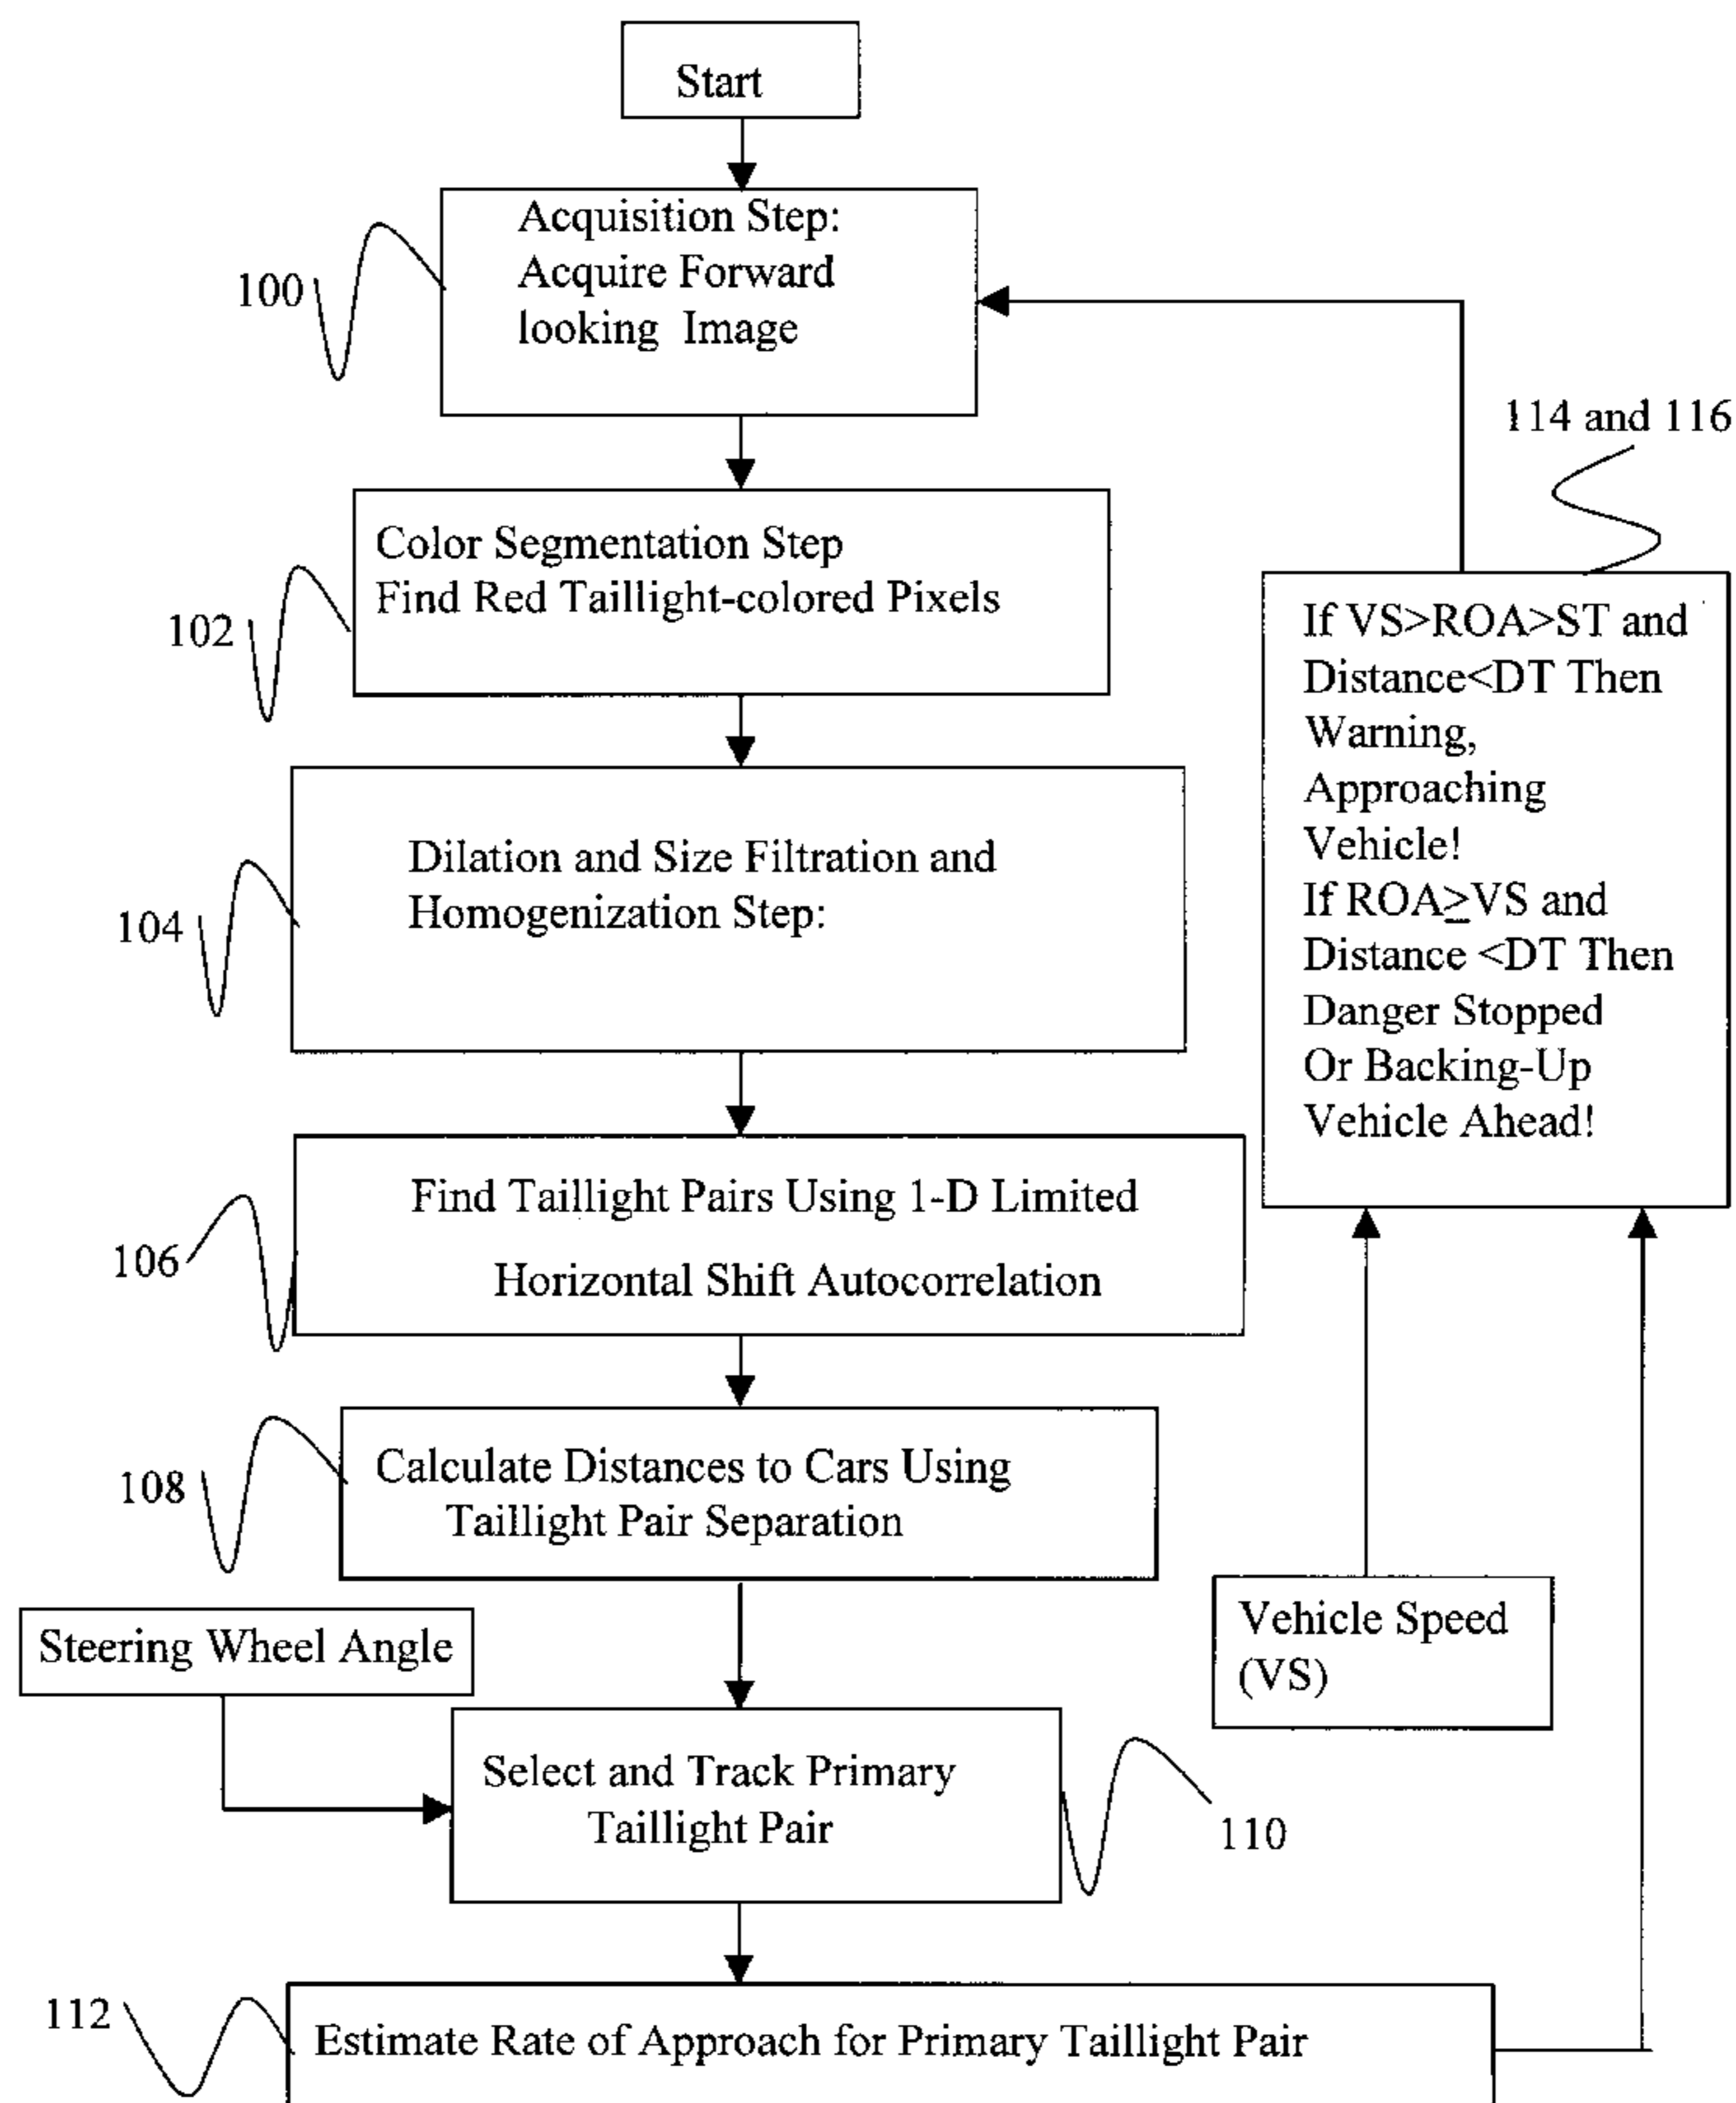 Start
Acquisition Step:
Acquire Forward
looking Image
100
114 and 116
Color Segmentation Step
Find Red Taillight-colored Pixels
102
If VS>ROA>ST and
Distance<DT Then
Warning,
Approaching
Vehicle!
If ROA≥VS and
Distance <DT Then
Danger Stopped
Or Backing-Up
Vehicle Ahead!
Dilation and Size Filtration and
Homogenization Step:
104
Find Taillight Pairs Using 1-D Limited
Horizontal Shift Autocorrelation
106
Calculate Distances to Cars Using
Taillight Pair Separation
108
Steering Wheel Angle
Vehicle Speed
(VS)
Select and Track Primary
Taillight Pair
110
112
Estimate Rate of Approach for Primary Taillight Pair